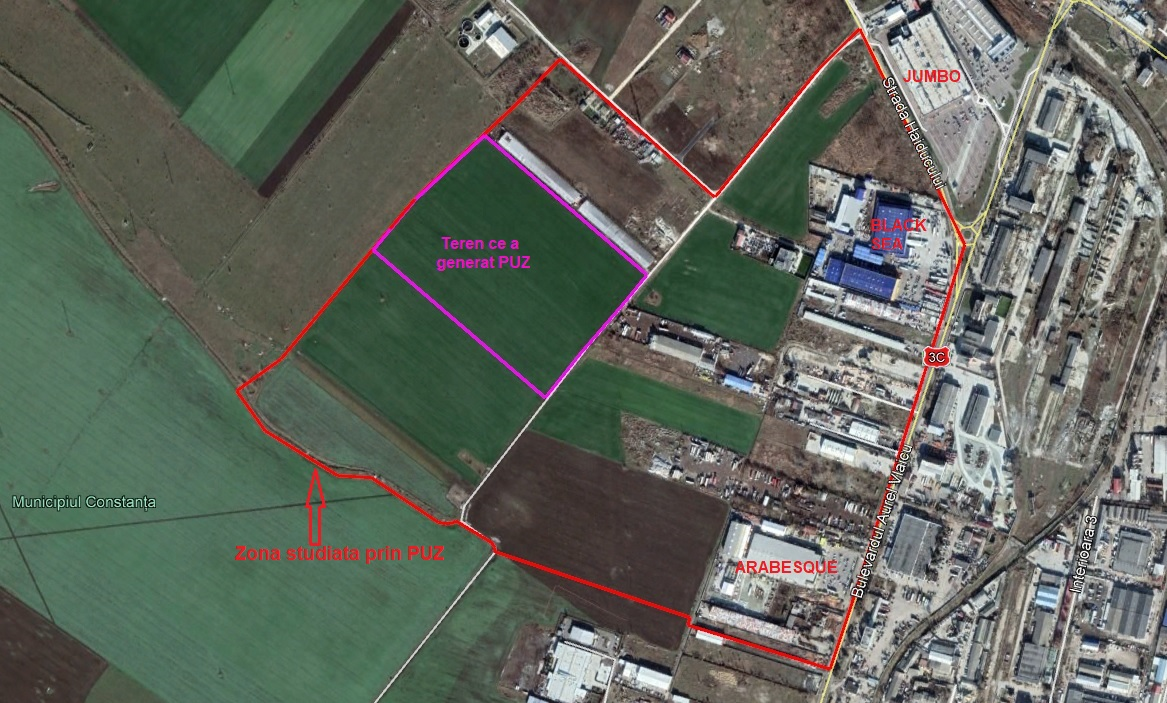 JUMBO
Strada Haiducului
BLACK
SEA
Teren ce a
generat PUZ
3C
Bulevardul Aurel Vlaicu
Municipiul Constanța
Zona studiata prin PUZ
ARABESQUE
Interioara 3